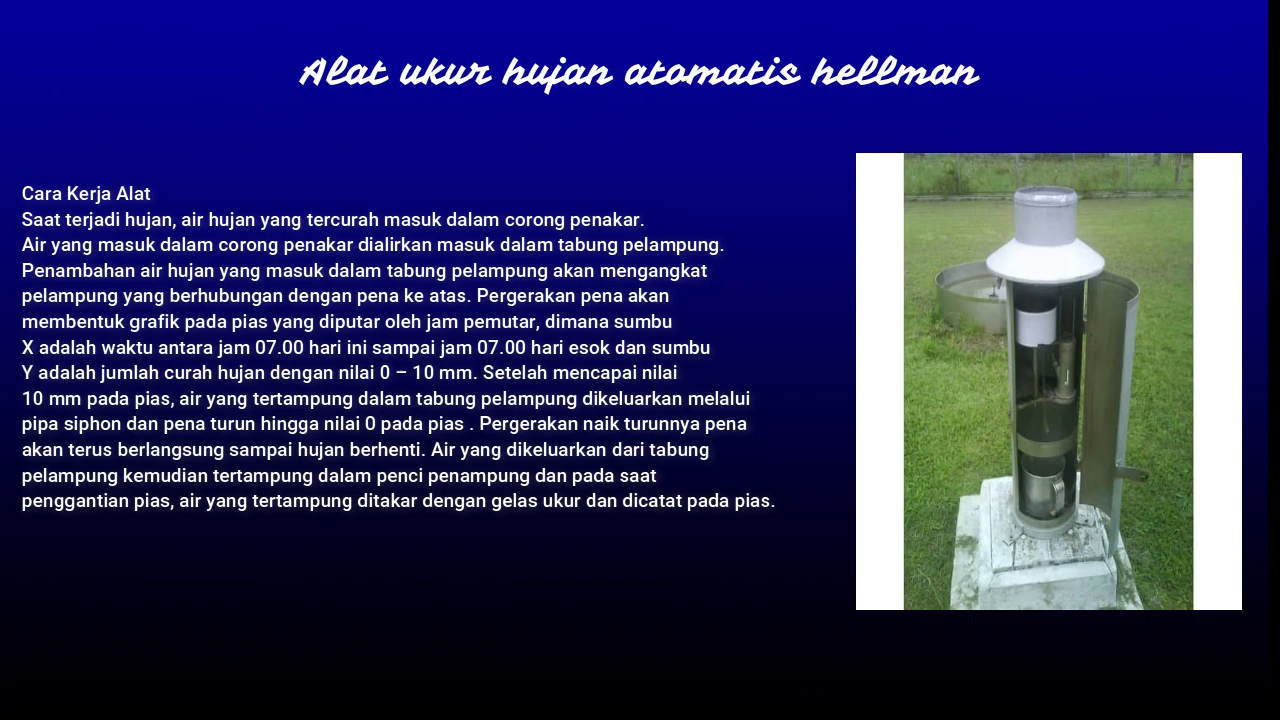 Alat ukur hujan atomatis hellman
Cara Kerja Alat
Saat terjadi hujan, air hujan yang tercurah masuk dalam corong penakar.
Air yang masuk dalam corong penakar dialirkan masuk dalam tabung pelampung.
Penambahan air hujan yang masuk dalam tabung pelampung akan mengangkat
pelampung yang berhubungan dengan pena ke atas. Pergerakan pena akan
membentuk grafik pada pias yang diputar oleh jam pemutar, dimana sumbu
X adalah waktu antara jam 07.00 hari ini sampai jam 07.00 hari esok dan sumbu
Y adalah jumlah curah hujan dengan nilai 0 – 10 mm. Setelah mencapai nilai
10 mm pada pias, air yang tertampung dalam tabung pelampung dikeluarkan melalui
pipa siphon dan pena turun hingga nilai 0 pada pias . Pergerakan naik turunnya pena
akan terus berlangsung sampai hujan berhenti. Air yang dikeluarkan dari tabung
pelampung kemudian tertampung dalam penci penampung dan pada saat
penggantian pias, air yang tertampung ditakar dengan gelas ukur dan dicatat pada pias.